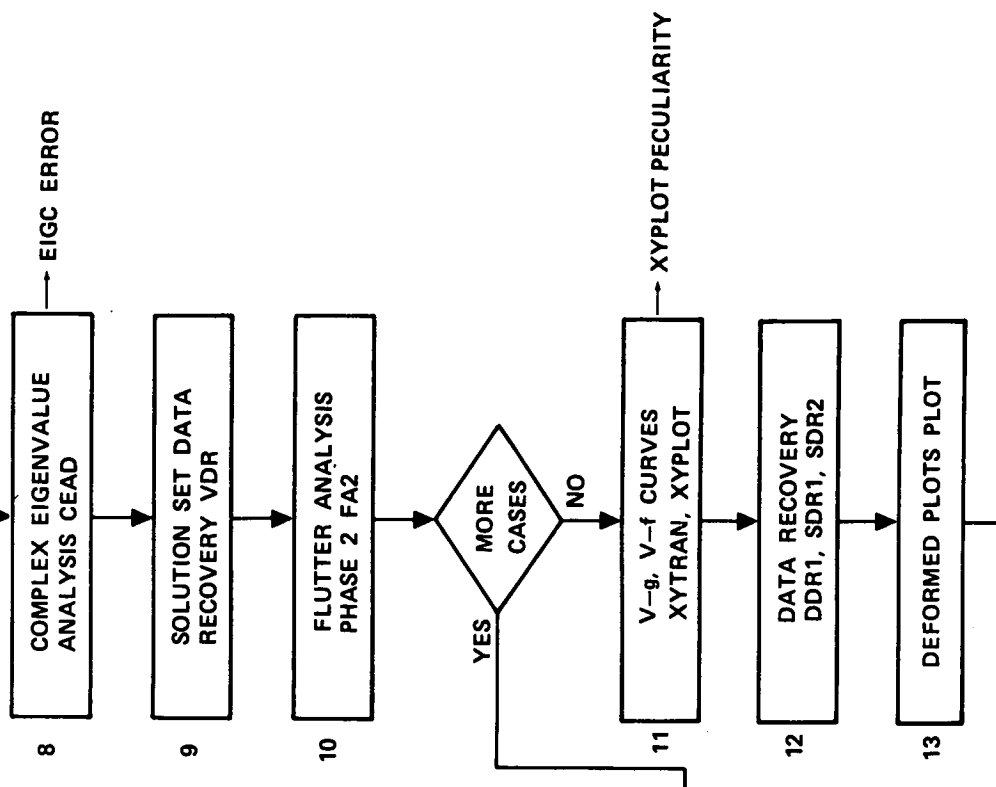 8
COMPLEX EIGENVALUE
ANALYSIS CEAD
EIGC ERROR
9
SOLUTION SET DATA
RECOVERY VDR
10
FLUTTER ANALYSIS
PHASE 2 FA2
MORE
CASES
YES
NO
11
V-g, V-f CURVES
XYTRAN, XYPLOT
XYPLOT PECULIARITY
12
DATA RECOVERY
DDR1, SDR1, SDR2
13
DEFORMED PLOTS PLOT